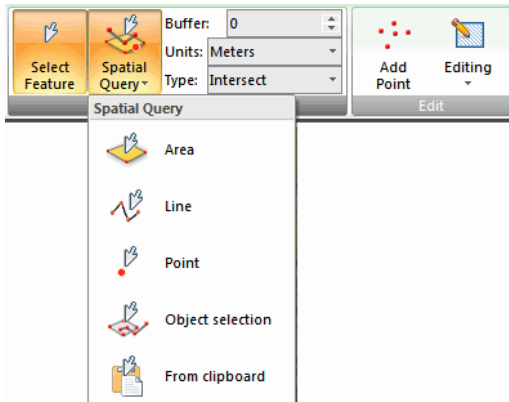 Select
Feature
Spatial
Query
Buffer: 0
Units: Meters
Type: Intersect
Add
Point
Editing
Edit
Spatial Query
Area
Line
Point
Object selection
From clipboard